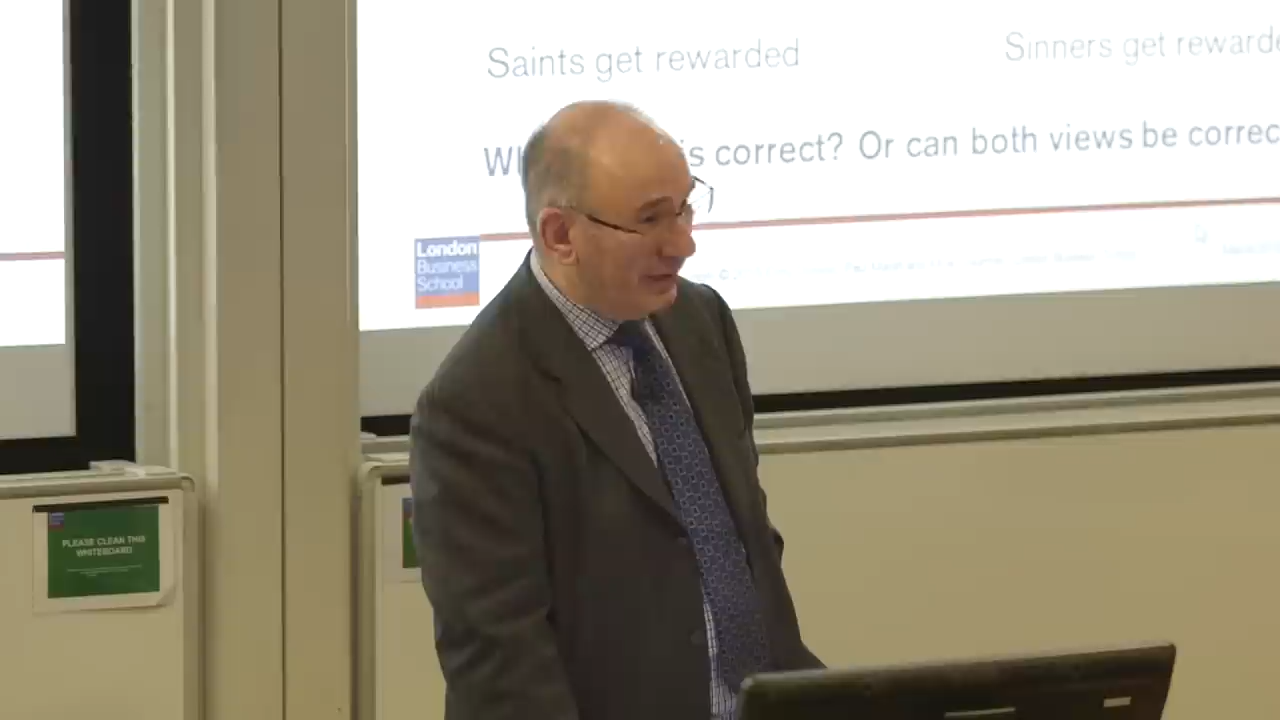 Saints get rewarded
Sinners get rewarde
is correct? Or can both views be correc
London
Business
School
PLEASE CLEAN THIS
WHITEBOARD